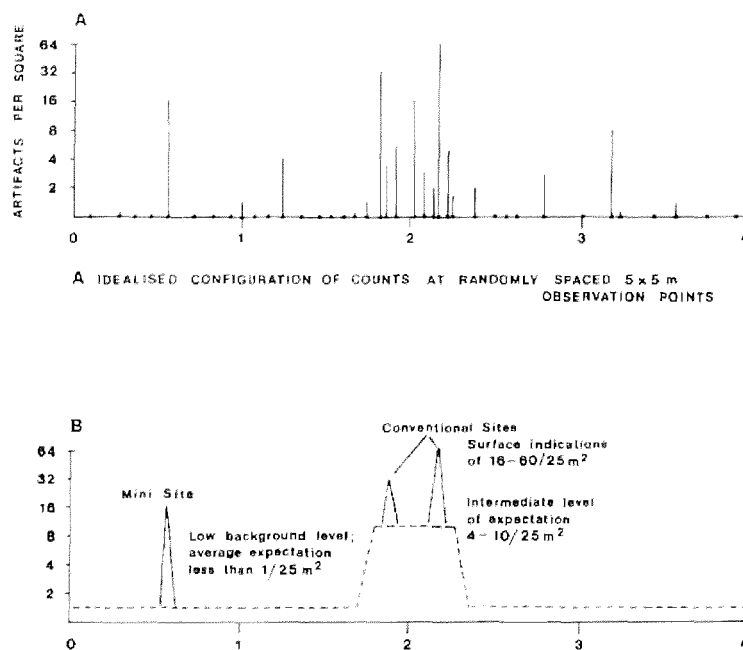 A
ARTIFACTS PER SQUARE
64
32
16
8
4
2
0
1
2
3
4
A IDEALISED CONFIGURATION OF COUNTS AT RANDOMLY SPACED 5 x 5 m
OBSERVATION POINTS
B
64
32
16
8
4
2
Conventional Sites
Surface indications
of 16-60/25m²
Mini Site
Low background level;
average expectation
less than 1/25m²
Intermediate level
of expectation
4-10/25m²
0
1
2
3
4